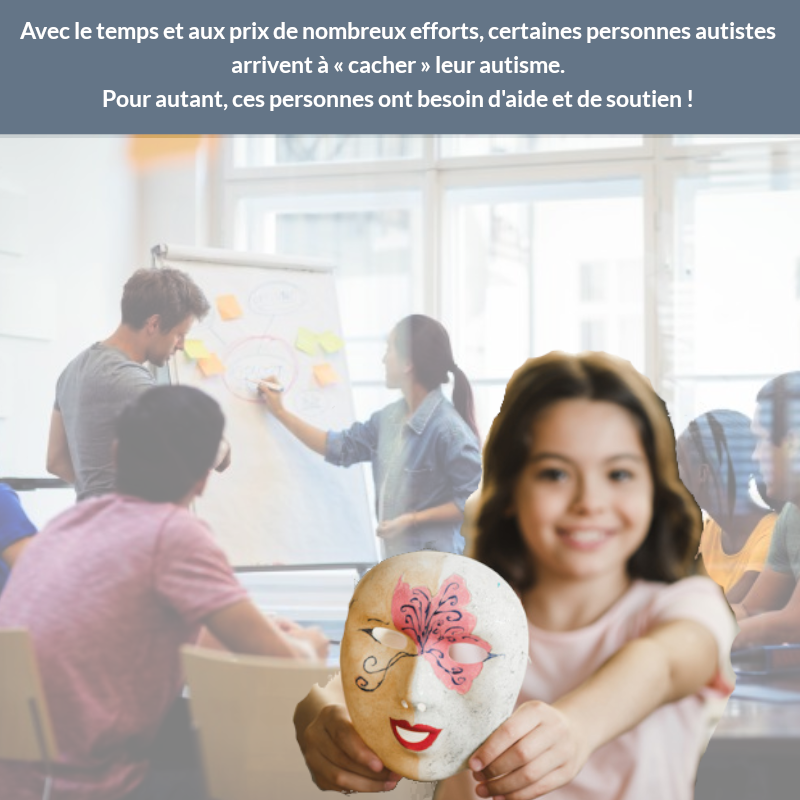 Avec le temps et aux prix de nombreux efforts, certaines personnes autistes
arrivent à « cacher » leur autisme.
Pour autant, ces personnes ont besoin d'aide et de soutien !